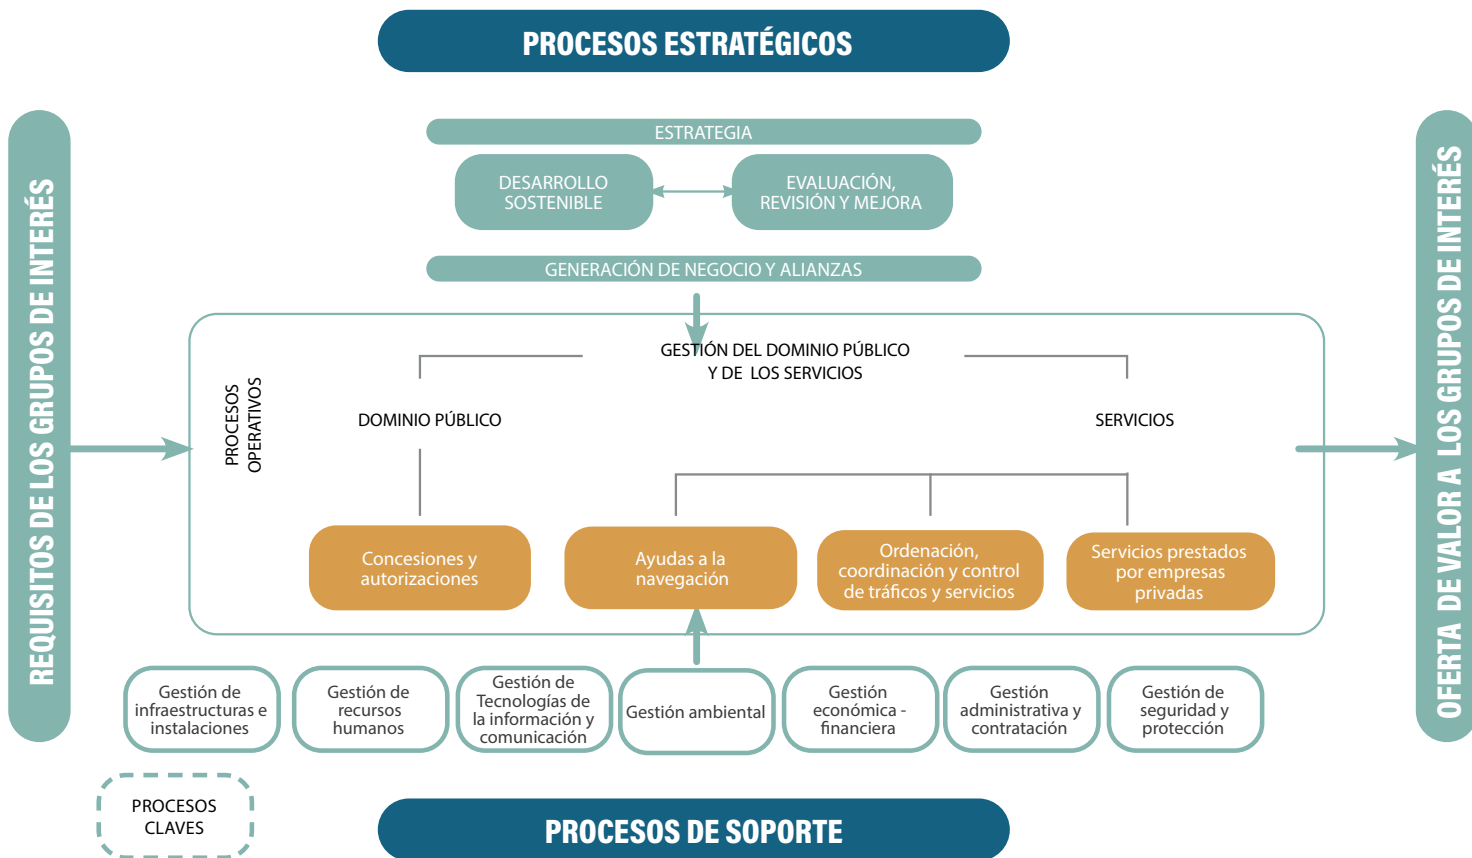 PROCESOS ESTRATÉGICOS
REQUISITOS DE LOS GRUPOS DE INTERÉS
ESTRATEGIA
DESARROLLO
SOSTENIBLE
EVALUACIÓN,
REVISIÓN Y MEJORA
GENERACIÓN DE NEGOCIO Y ALIANZAS
OFERTA DE VALOR A LOS GRUPOS DE INTERÉS
PROCESOS
OPERATIVOS
GESTIÓN DEL DOMINIO PÚBLICO
Y DE LOS SERVICIOS
DOMINIO PÚBLICO
SERVICIOS
Concesiones y
autorizaciones
Ayudas a la
navegación
Ordenación,
coordinación y control
de tráficos y servicios
Servicios prestados
por empresas
privadas
Gestión de
infraestructuras e
instalaciones
Gestión de
recursos
humanos
Gestión de
Tecnologías de
la información y
comunicación
Gestión ambiental
Gestión
económica -
financiera
Gestión
administrativa y
contratación
Gestión de
seguridad y
protección
PROCESOS
CLAVES
PROCESOS DE SOPORTE